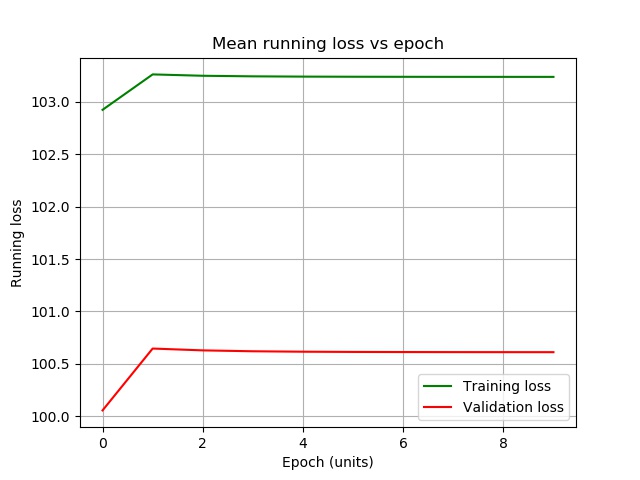 Mean running loss vs epoch
103.0
102.5
102.0
101.5
101.0
100.5
100.0
Running loss
Training loss
Validation loss
0 2 4 6 8
Epoch (units)